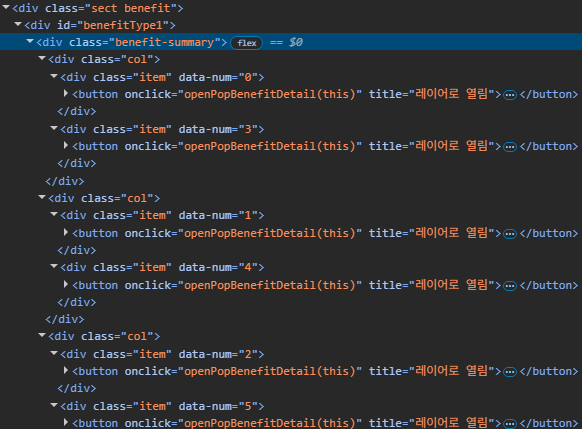 <div class="sect benefit">
<div id="benefitType1">
<div class="benefit-summary"> flex == $0
<div class="col">
<div class="item" data-num="0">
<button onclick="openPopBenefitDetail(this)" title="레이어로 열림">…</button>
</div>
<div class="item" data-num="3">
<button onclick="openPopBenefitDetail(this)" title="레이어로 열림">…</button>
</div>
</div>
<div class="col">
<div class="item" data-num="1">
<button onclick="openPopBenefitDetail(this)" title="레이어로 열림">…</button>
</div>
<div class="item" data-num="4">
<button onclick="openPopBenefitDetail(this)" title="레이어로 열림">…</button>
</div>
</div>
<div class="col">
<div class="item" data-num="2">
<button onclick="openPopBenefitDetail(this)" title="레이어로 열림">…</button>
</div>
<div class="item" data-num="5">
<button onclick="openPopBenefitDetail(this)" title="레이어로 열림">…</button>